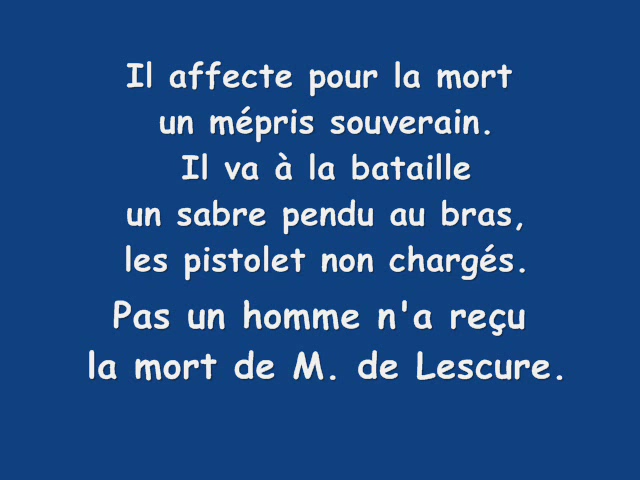 Il affecte pour la mort
un mépris souverain.
Il va à la bataille
un sabre pendu au bras,
les pistolet non chargés.
Pas un homme n'a reçu
la mort de M. de Lescure.